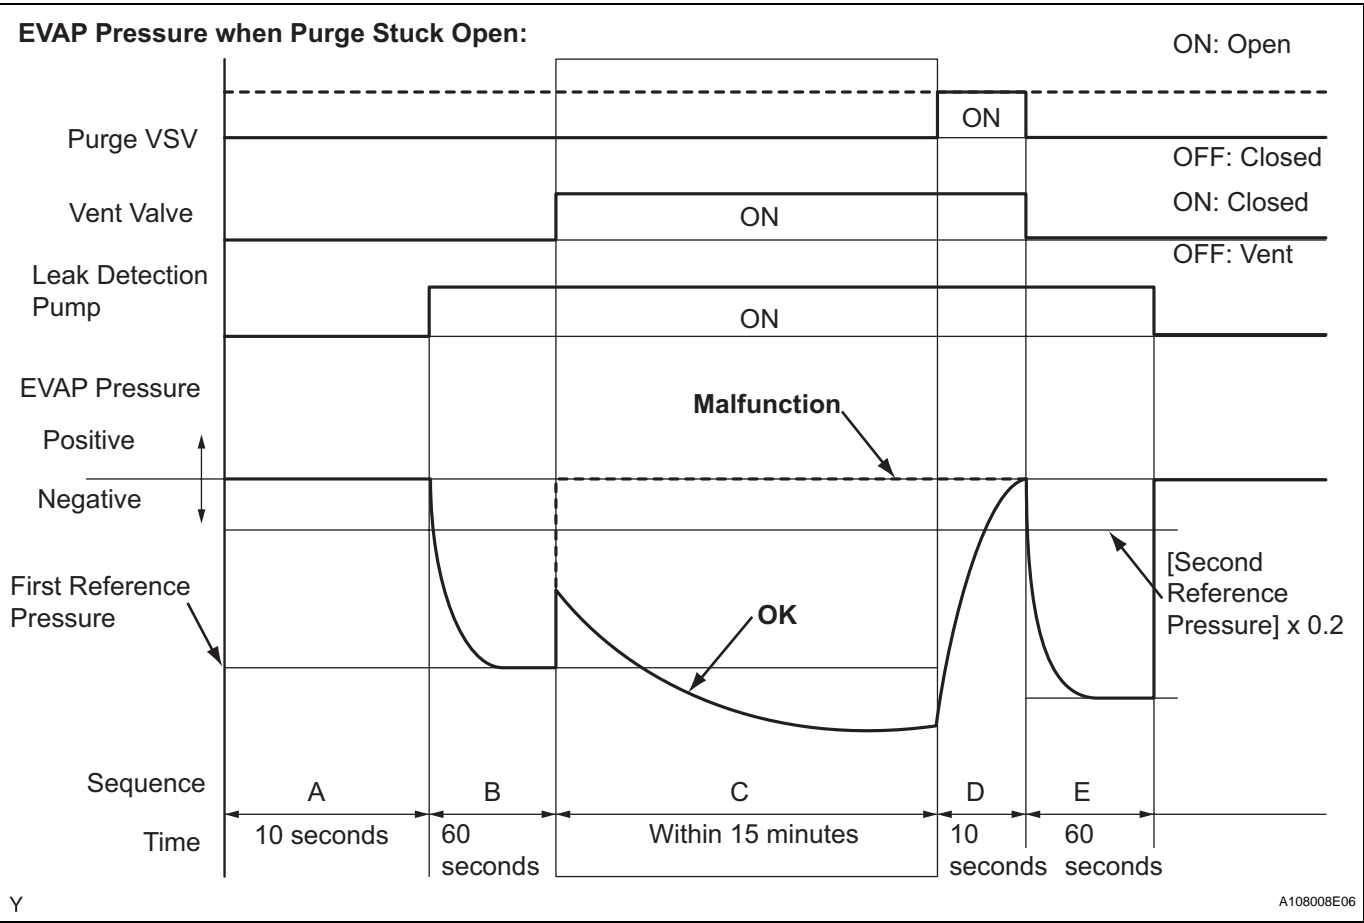 EVAP Pressure when Purge Stuck Open:
ON: Open
Purge VSV
ON
OFF: Closed
Vent Valve
ON
ON: Closed
OFF: Vent
Leak Detection
Pump
ON
EVAP Pressure
Malfunction
Positive
Negative
First Reference
Pressure
OK
[Second
Reference
Pressure] x 0.2
Sequence
A
B
C
D
E
Time
10 seconds
60
seconds
Within 15 minutes
10
seconds
60
seconds
Y
A108008E06